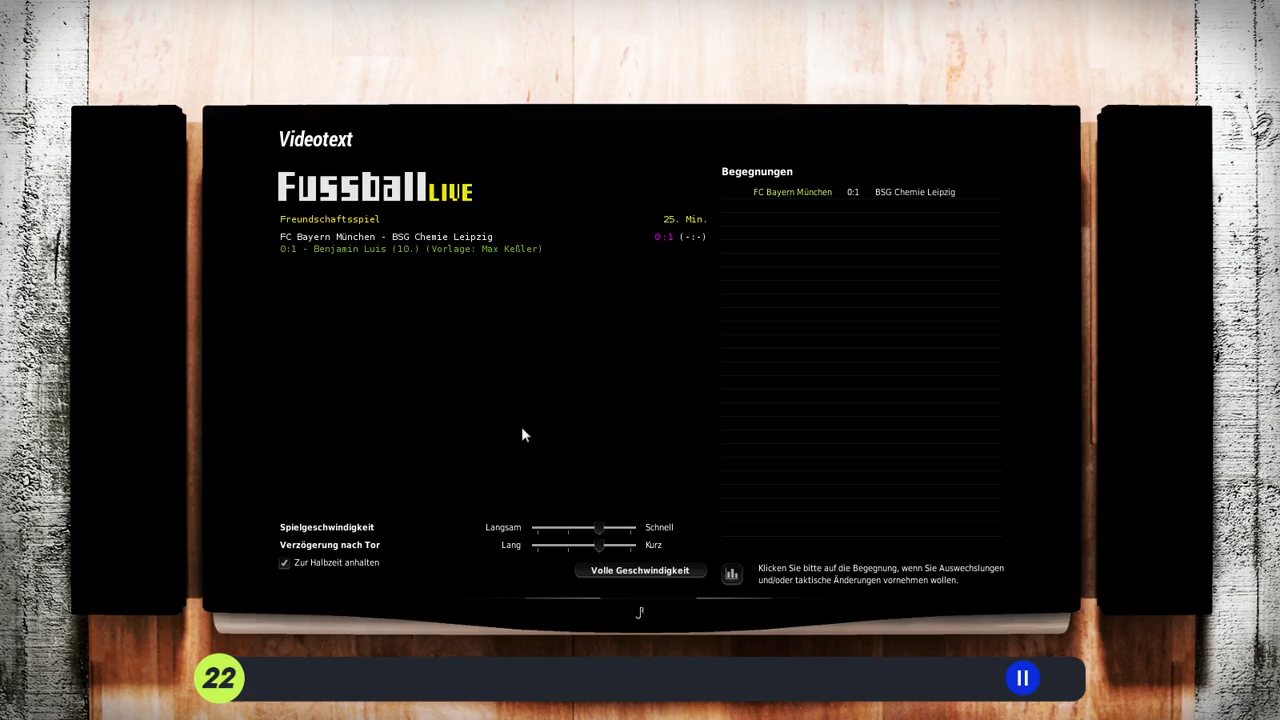 Videotext
Fussball LIVE
Freundschaftsspiel 25. Min.
FC Bayern München - BSG Chemie Leipzig 0:1 (-:-)
0:1 - Benjamin Luis (10.) (Vorlage: Max Keßler)
Begegnungen
FC Bayern München 0:1 BSG Chemie Leipzig
Spielgeschwindigkeit Langsam Schnell
Verzögerung nach Tor Lang Kurz
Zur Halbzeit anhalten
Volle Geschwindigkeit
Klicken Sie bitte auf die Begegnung, wenn Sie Auswechslungen
und/oder taktische Änderungen vornehmen wollen.
22